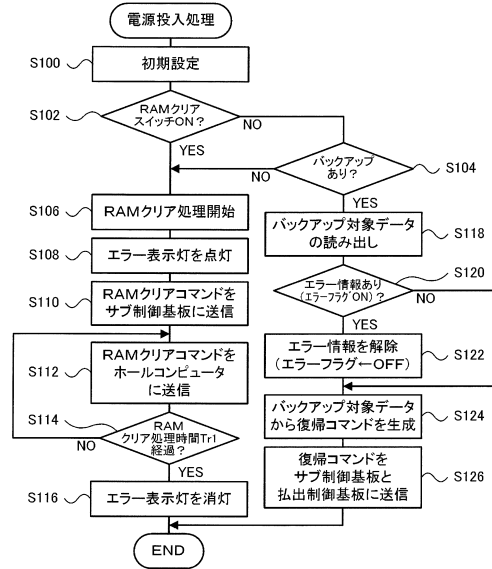 電源投入処理
S100
初期設定
S102
RAMクリア
スイッチON?
NO
YES
バックアップ
あり?
S104
NO
YES
S106
RAMクリア処理開始
バックアップ対象データ
の読み出し
S118
S108
エラー表示灯を点灯
エラー情報あり
(エラーフラグON)?
S120
NO
YES
S110
RAMクリアコマンドを
サブ制御基板に送信
エラー情報を解除
(エラーフラグ←OFF)
S122
S112
RAMクリアコマンドを
ホールコンピュータ
に送信
バックアップ対象データ
から復帰コマンドを生成
S124
S114
RAM
クリア処理時間Tr1
経過?
NO
YES
復帰コマンドを
サブ制御基板と
払出制御基板に送信
S126
S116
エラー表示灯を消灯
END